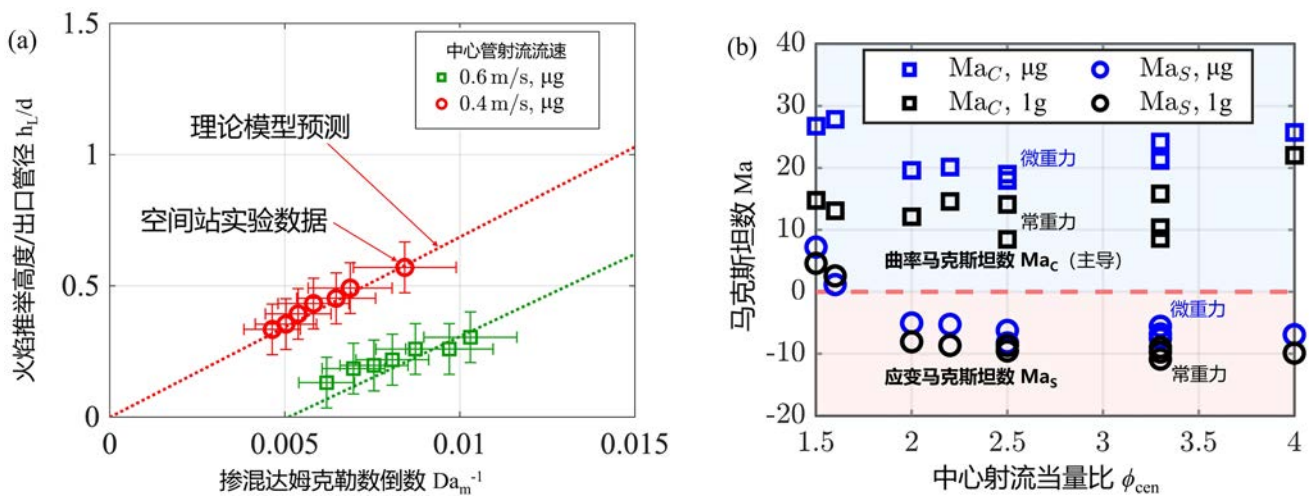 (a)
火焰推举高度/出口管径 h_L/d
1.5
1
0.5
0
中心管射流流速
0.6 m/s, μg
0.4 m/s, μg
理论模型预测
空间站实验数据
0
0.005
0.01
0.015
掺混达姆克勒数倒数 Da_m^-1
(b)
马克斯坦数 Ma
40
30
20
10
0
-10
-20
Ma_C, μg
Ma_S, μg
Ma_C, 1g
Ma_S, 1g
微重力
常重力
曲率马克斯坦数 Ma_C (主导)
微重力
应变马克斯坦数 Ma_S
常重力
1.5
2
2.5
3
3.5
4
中心射流当量比 ϕ_cen